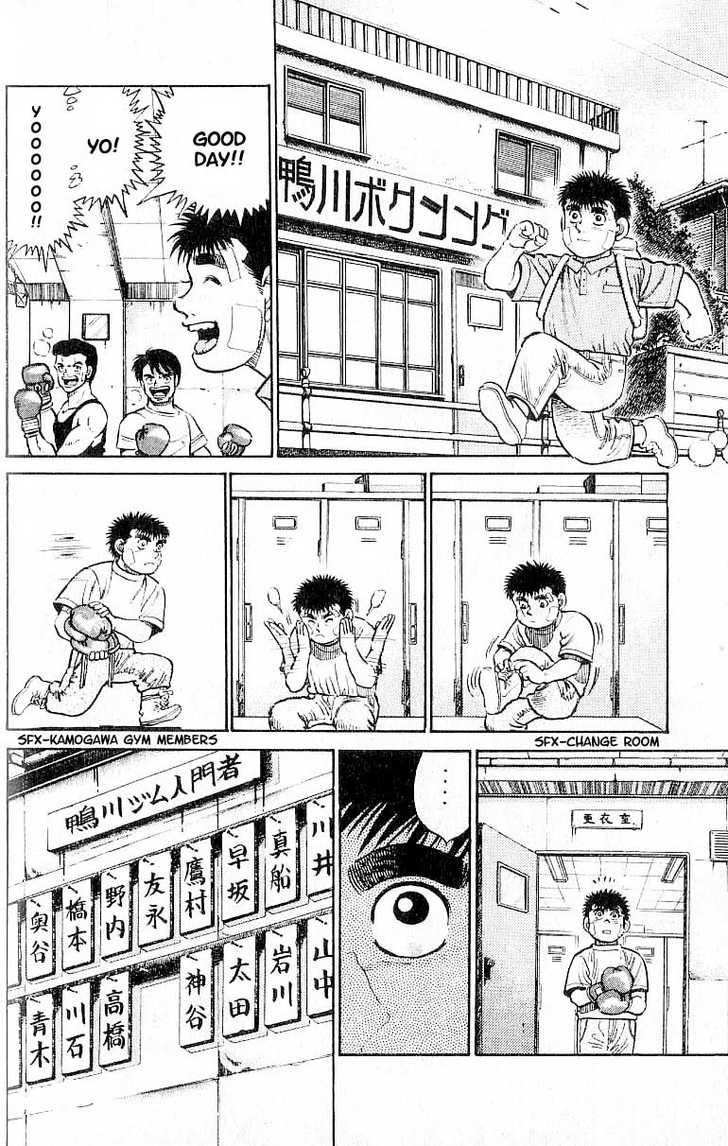 鴨川ボクシング
GOOD
DAY!!
YO!
YOOOOOO!!
SFX-CHANGE ROOM
SFX-KAMOGAWA GYM MEMBERS
更衣室
...
鴨川ジム入門者
川井
真船
早坂
鷹村
友永
野内
橋本
奥谷
山中
岩川
太田
神谷
高橋
川石
青木